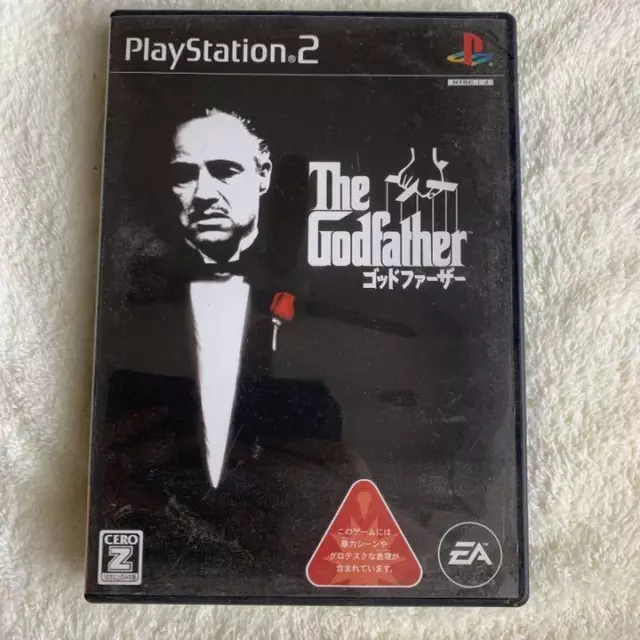 PlayStation®2
NTSC J
The
Godfather
ゴッドファーザー
このゲームには
暴力シーンや
グロテスクな表現が
含まれています。
CERO
Z
EA